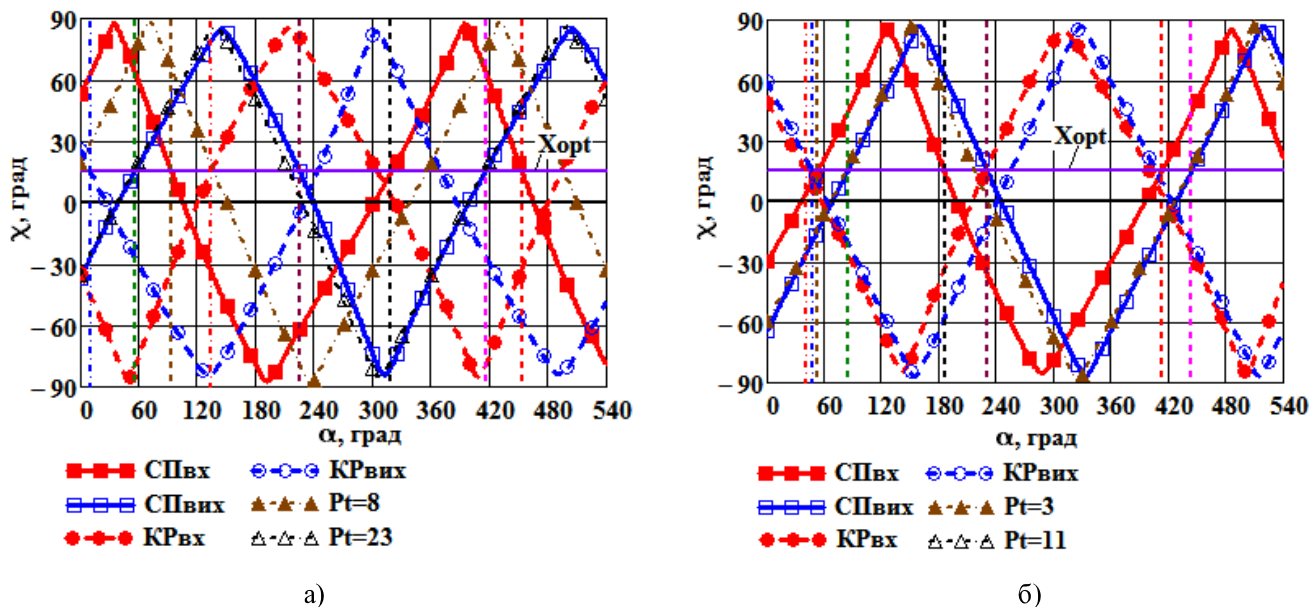 90
60
30
0
−30
−60
−90
χ, град
Xopt
0 60 120 180 240 300 360 420 480 540
α, град
СПвх
КРвих
СПвих
Pt=8
КРвх
Pt=23
а)
90
60
30
0
−30
−60
−90
χ, град
Xopt
0 60 120 180 240 300 360 420 480 540
α, град
СПвх
КРвих
СПвих
Pt=3
КРвх
Pt=11
б)